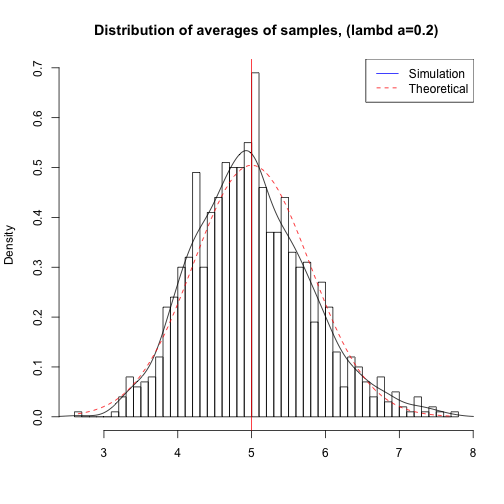 Distribution of averages of samples, (lambd a=0.2)
Simulation
Theoretical
Density
0.7
0.6
0.5
0.4
0.3
0.2
0.1
0.0
3 4 5 6 7 8